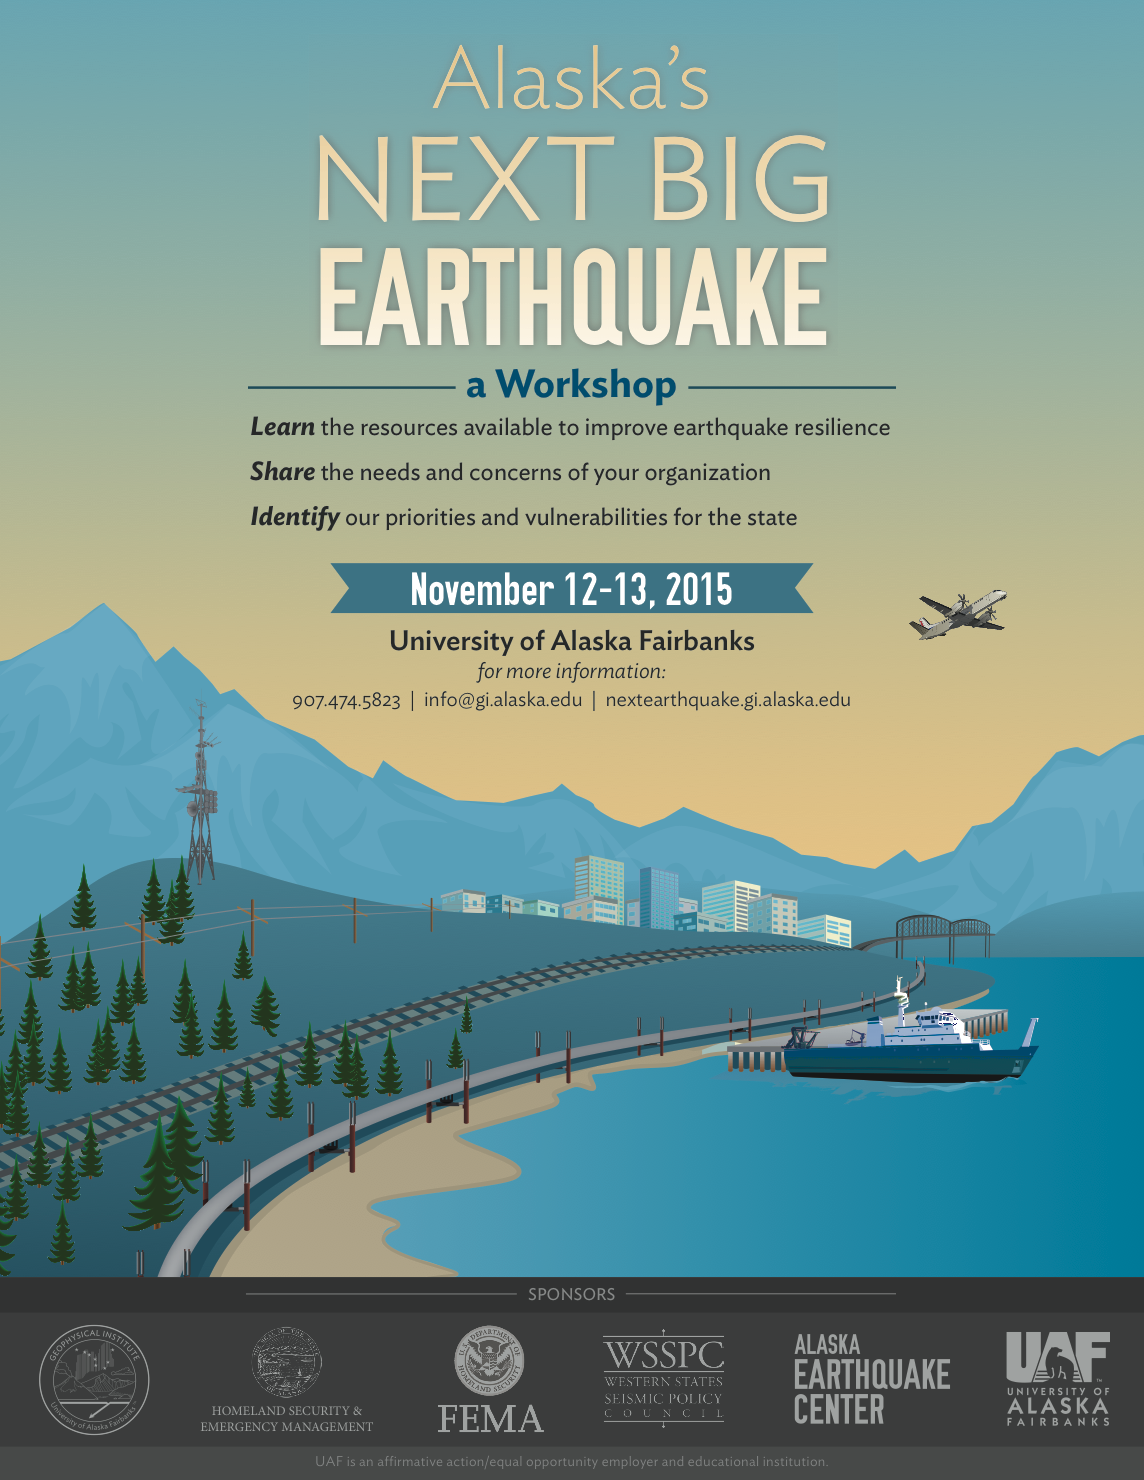 Alaska's
NEXT BIG
EARTHQUAKE
a Workshop
Learn the resources available to improve earthquake resilience
Share the needs and concerns of your organization
Identify our priorities and vulnerabilities for the state
November 12-13, 2015
University of Alaska Fairbanks
for more information:
907.474.5823 | info@gi.alaska.edu | nextearthquake.gi.alaska.edu
SPONSORS
GEOPHYSICAL INSTITUTE
University of Alaska Fairbanks
HOMELAND SECURITY &
EMERGENCY MANAGEMENT
U.S. DEPARTMENT OF
HOMELAND SECURITY
FEMA
WSSPC
WESTERN STATES
SEISMIC POLICY
COUNCIL
ALASKA
EARTHQUAKE
CENTER
UAF
UNIVERSITY OF
ALASKA
FAIRBANKS
UAF is an affirmative action/equal opportunity employer and educational institution.